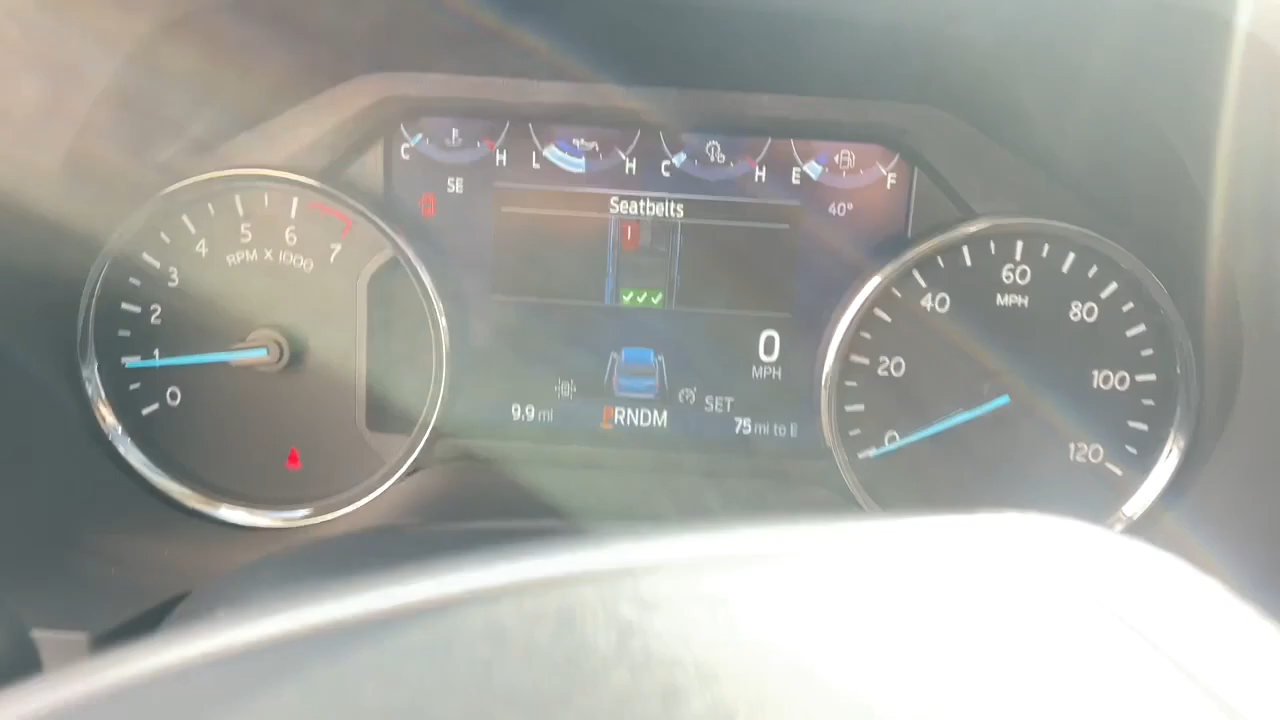 C H L H C H E F
SE
40°
Seatbelts
!
0
MPH
9.9 mi
PRNDM
SET
75 mi to E
0 1 2 3 4 5 6 7
RPM X 1000
0 20 40 60 80 100 120
MPH